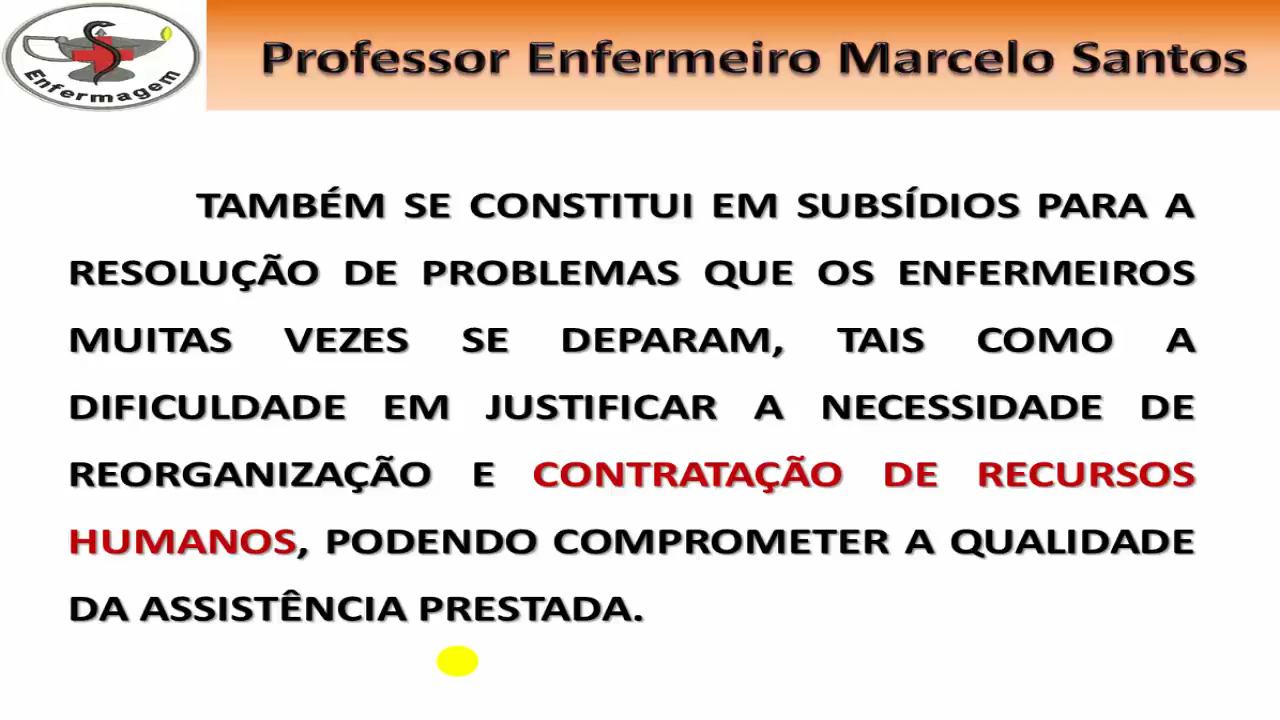 Enfermagem
Professor Enfermeiro Marcelo Santos
TAMBÉM SE CONSTITUI EM SUBSÍDIOS PARA A
RESOLUÇÃO DE PROBLEMAS QUE OS ENFERMEIROS
MUITAS VEZES SE DEPARAM, TAIS COMO A
DIFICULDADE EM JUSTIFICAR A NECESSIDADE DE
REORGANIZAÇÃO E CONTRATAÇÃO DE RECURSOS
HUMANOS, PODENDO COMPROMETER A QUALIDADE
DA ASSISTÊNCIA PRESTADA.